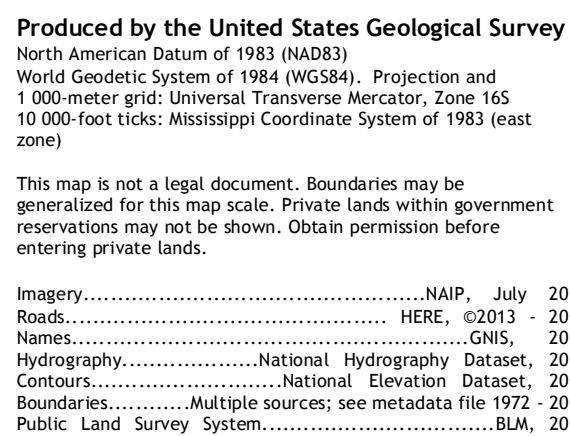 Produced by the United States Geological Survey
North American Datum of 1983 (NAD83)
World Geodetic System of 1984 (WGS84). Projection and
1 000-meter grid: Universal Transverse Mercator, Zone 16S
10 000-foot ticks: Mississippi Coordinate System of 1983 (east
zone)
This map is not a legal document. Boundaries may be
generalized for this map scale. Private lands within government
reservations may not be shown. Obtain permission before
entering private lands.
Imagery..............................................NAIP, July 20
Roads........................................... HERE, ©2013 - 20
Names.....................................................GNIS, 20
Hydrography..................National Hydrography Dataset, 20
Contours..........................National Elevation Dataset, 20
Boundaries...........Multiple sources; see metadata file 1972 - 20
Public Land Survey System...............................BLM, 20